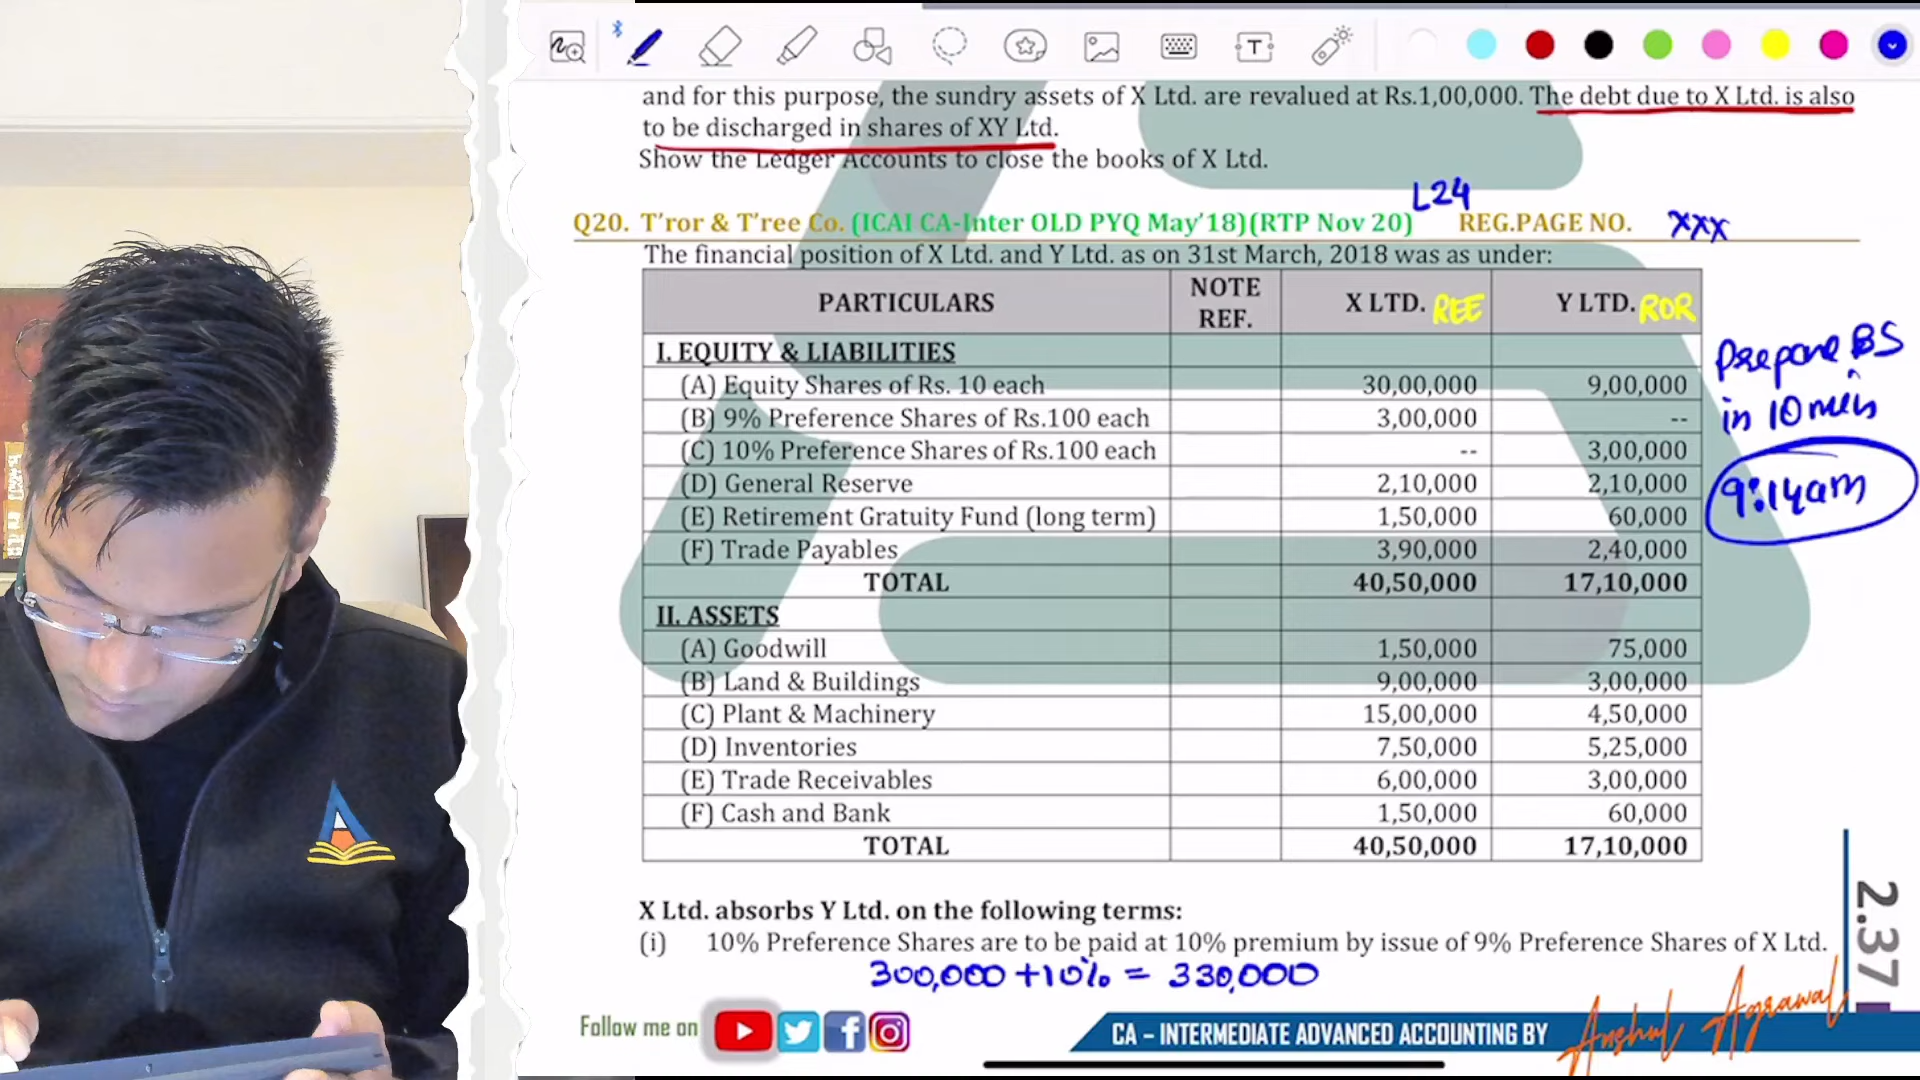 and for this purpose, the sundry assets of X Ltd. are revalued at Rs.1,00,000. The debt due to X Ltd. is also
to be discharged in shares of XY Ltd.
Show the Ledger Accounts to close the books of X Ltd.
L24
Q20. T'ror & T'ree Co. (ICAI CA-Inter OLD PYQ May'18)(RTP Nov 20) REG.PAGE NO. XXX
The financial position of X Ltd. and Y Ltd. as on 31st March, 2018 was as under:
PARTICULARS NOTE REF. X LTD. REE Y LTD. ROR
I. EQUITY & LIABILITIES
(A) Equity Shares of Rs. 10 each 30,00,000 9,00,000
(B) 9% Preference Shares of Rs.100 each 3,00,000 --
(C) 10% Preference Shares of Rs.100 each -- 3,00,000
(D) General Reserve 2,10,000 2,10,000
(E) Retirement Gratuity Fund (long term) 1,50,000 60,000
(F) Trade Payables 3,90,000 2,40,000
TOTAL 40,50,000 17,10,000
II. ASSETS
(A) Goodwill 1,50,000 75,000
(B) Land & Buildings 9,00,000 3,00,000
(C) Plant & Machinery 15,00,000 4,50,000
(D) Inventories 7,50,000 5,25,000
(E) Trade Receivables 6,00,000 3,00,000
(F) Cash and Bank 1,50,000 60,000
TOTAL 40,50,000 17,10,000
Prepare BS
in 10 min
9:14am
X Ltd. absorbs Y Ltd. on the following terms:
(i) 10% Preference Shares are to be paid at 10% premium by issue of 9% Preference Shares of X Ltd.
300,000 + 10% = 330,000
2.37
Follow me on
CA – INTERMEDIATE ADVANCED ACCOUNTING BY Anshul Agrawal